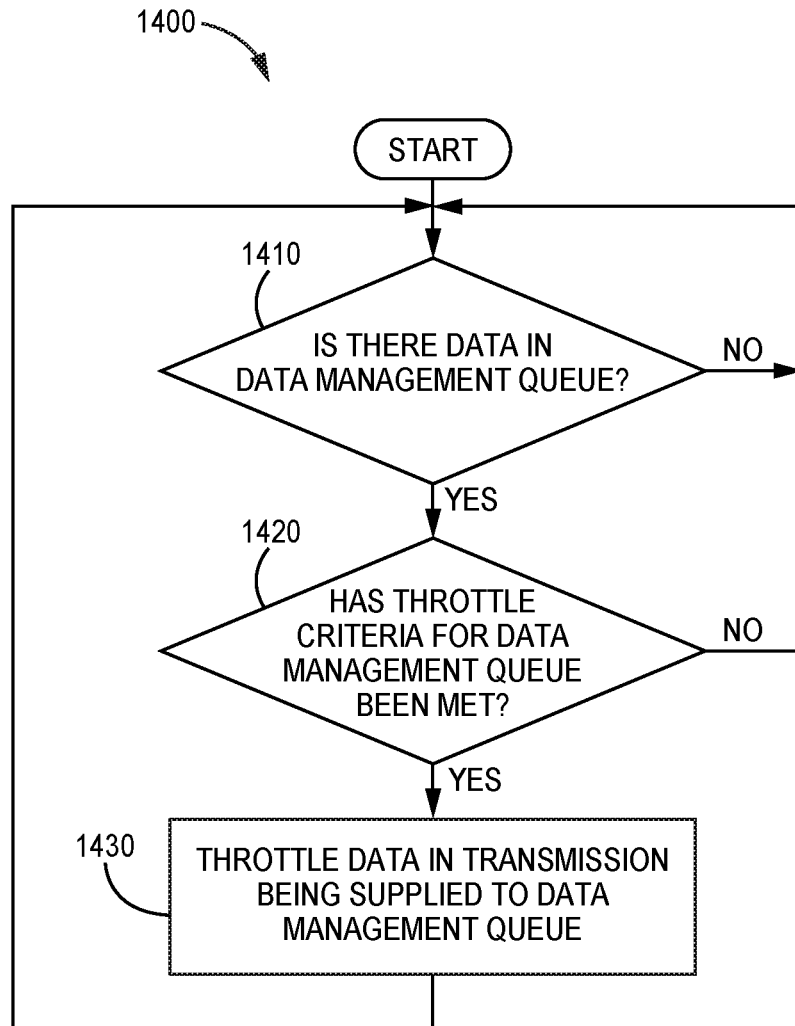 1400
START
1410
IS THERE DATA IN
DATA MANAGEMENT QUEUE?
NO
YES
1420
HAS THROTTLE
CRITERIA FOR DATA
MANAGEMENT QUEUE
BEEN MET?
NO
YES
1430
THROTTLE DATA IN TRANSMISSION
BEING SUPPLIED TO DATA
MANAGEMENT QUEUE